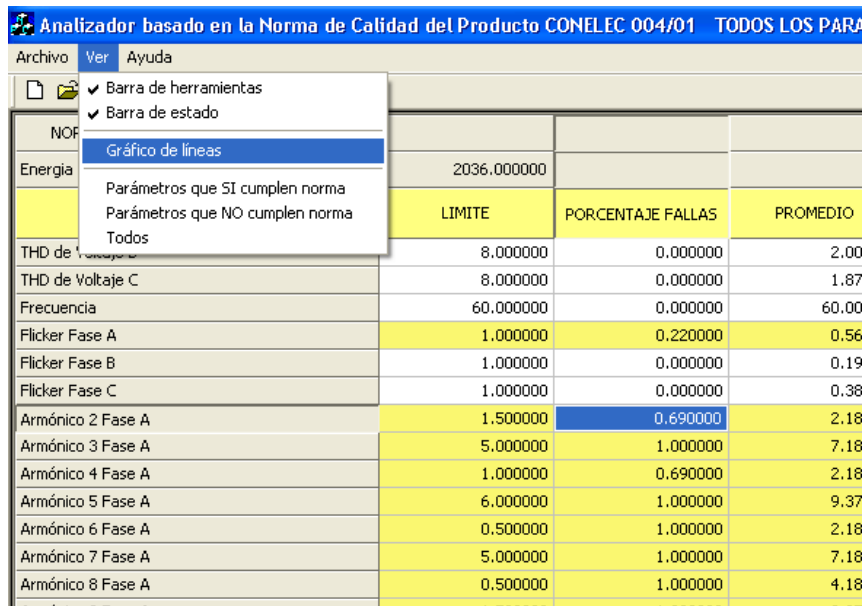 Analizador basado en la Norma de Calidad del Producto CONELEC 004/01 TODOS LOS PARA
Archivo Ver Ayuda
Barra de herramientas
Barra de estado
Gráfico de líneas
Parámetros que SI cumplen norma
Parámetros que NO cumplen norma
Todos
Energia 2036.000000
LIMITE PORCENTAJE FALLAS PROMEDIO
THD de 8.000000 0.000000 2.00
THD de Voltaje C 8.000000 0.000000 1.87
Frecuencia 60.000000 0.000000 60.00
Flicker Fase A 1.000000 0.220000 0.56
Flicker Fase B 1.000000 0.000000 0.19
Flicker Fase C 1.000000 0.000000 0.38
Armónico 2 Fase A 1.500000 0.690000 2.18
Armónico 3 Fase A 5.000000 1.000000 7.18
Armónico 4 Fase A 1.000000 0.690000 2.18
Armónico 5 Fase A 6.000000 1.000000 9.37
Armónico 6 Fase A 0.500000 1.000000 2.18
Armónico 7 Fase A 5.000000 1.000000 7.18
Armónico 8 Fase A 0.500000 1.000000 4.18